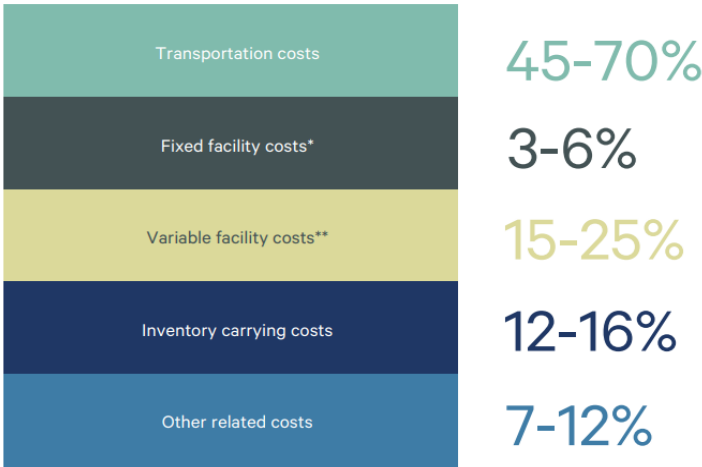 Transportation costs
45-70%
Fixed facility costs*
3-6%
Variable facility costs**
15-25%
Inventory carrying costs
12-16%
Other related costs
7-12%